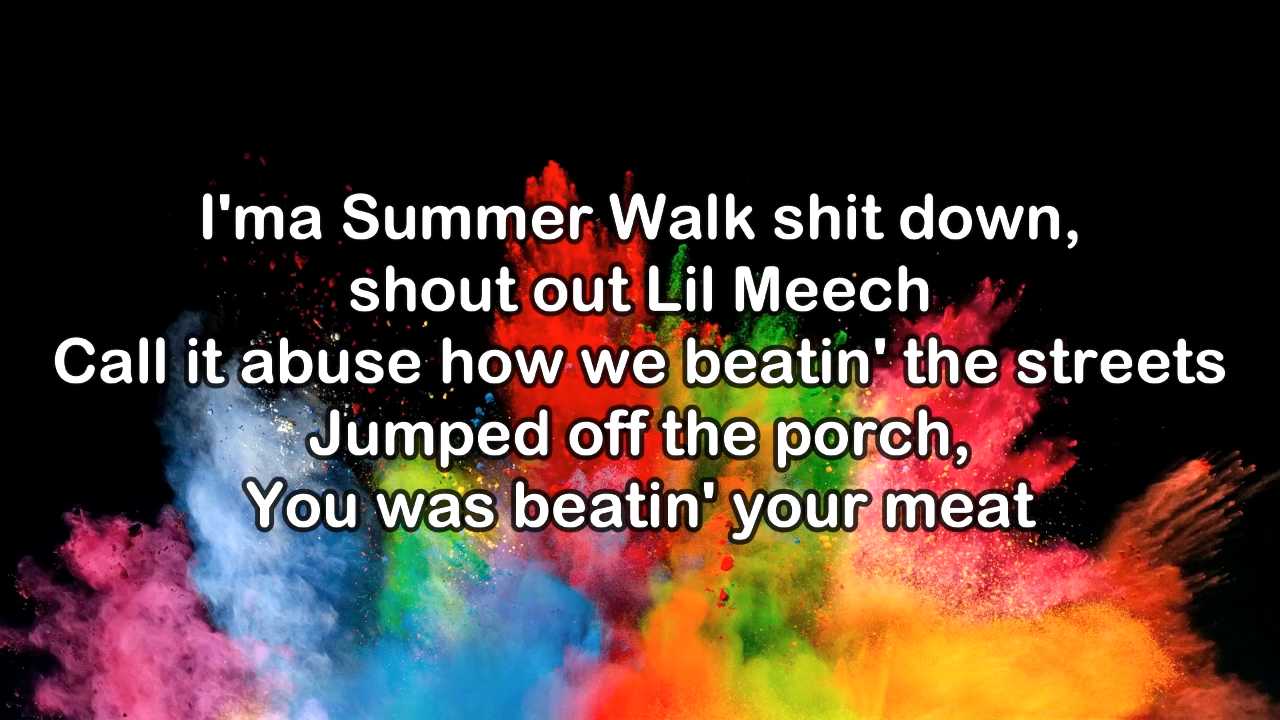 I'ma Summer Walk shit down,
shout out Lil Meech
Call it abuse how we beatin' the streets
Jumped off the porch,
You was beatin' your meat